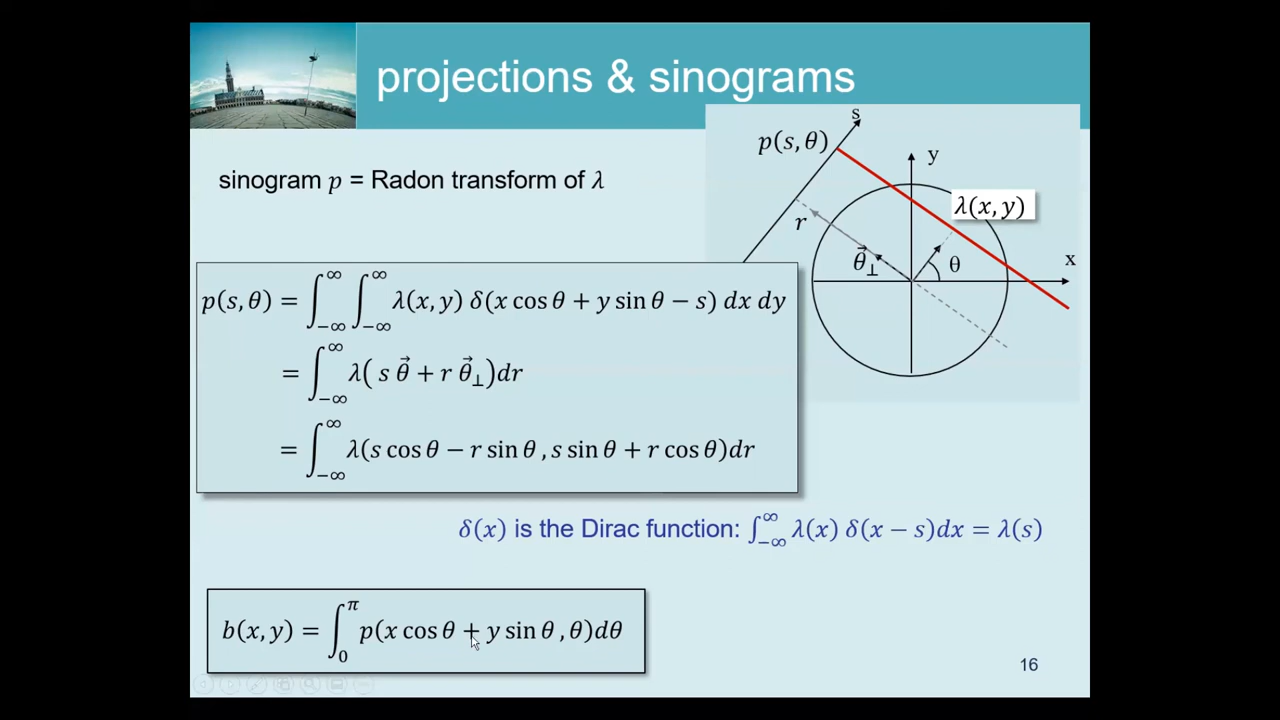 projections & sinograms
sinogram p = Radon transform of λ
s
p(s, θ)
y
λ(x, y)
r
θ⃗⊥
θ
x
p(s, θ) = ∫_{−∞}^{∞} ∫_{−∞}^{∞} λ(x, y) δ(x cos θ + y sin θ − s) dx dy
= ∫_{−∞}^{∞} λ( s θ⃗ + r θ⃗⊥)dr
= ∫_{−∞}^{∞} λ(s cos θ − r sin θ , s sin θ + r cos θ)dr
δ(x) is the Dirac function: ∫_{−∞}^{∞} λ(x) δ(x − s)dx = λ(s)
b(x, y) = ∫_{0}^{π} p(x cos θ + y sin θ , θ)dθ
16